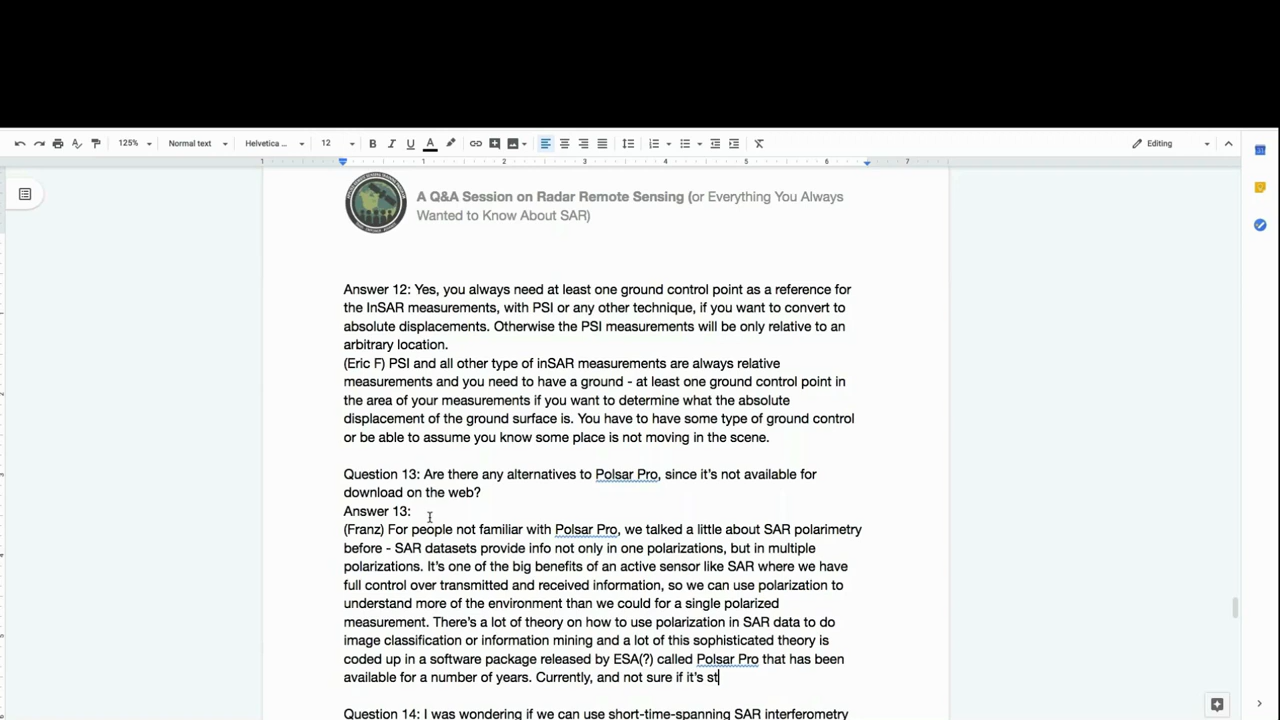 125% Normal text Helvetica ... 12 B I U A Editing
1 1 2 3 4 5 6 7
A Q&A Session on Radar Remote Sensing (or Everything You Always
Wanted to Know About SAR)
Answer 12: Yes, you always need at least one ground control point as a reference for
the InSAR measurements, with PSI or any other technique, if you want to convert to
absolute displacements. Otherwise the PSI measurements will be only relative to an
arbitrary location.
(Eric F) PSI and all other type of inSAR measurements are always relative
measurements and you need to have a ground - at least one ground control point in
the area of your measurements if you want to determine what the absolute
displacement of the ground surface is. You have to have some type of ground control
or be able to assume you know some place is not moving in the scene.
Question 13: Are there any alternatives to Polsar Pro, since it's not available for
download on the web?
Answer 13:
(Franz) For people not familiar with Polsar Pro, we talked a little about SAR polarimetry
before - SAR datasets provide info not only in one polarizations, but in multiple
polarizations. It's one of the big benefits of an active sensor like SAR where we have
full control over transmitted and received information, so we can use polarization to
understand more of the environment than we could for a single polarized
measurement. There's a lot of theory on how to use polarization in SAR data to do
image classification or information mining and a lot of this sophisticated theory is
coded up in a software package released by ESA(?) called Polsar Pro that has been
available for a number of years. Currently, and not sure if it's st
Question 14: I was wondering if we can use short-time-spanning SAR interferometry